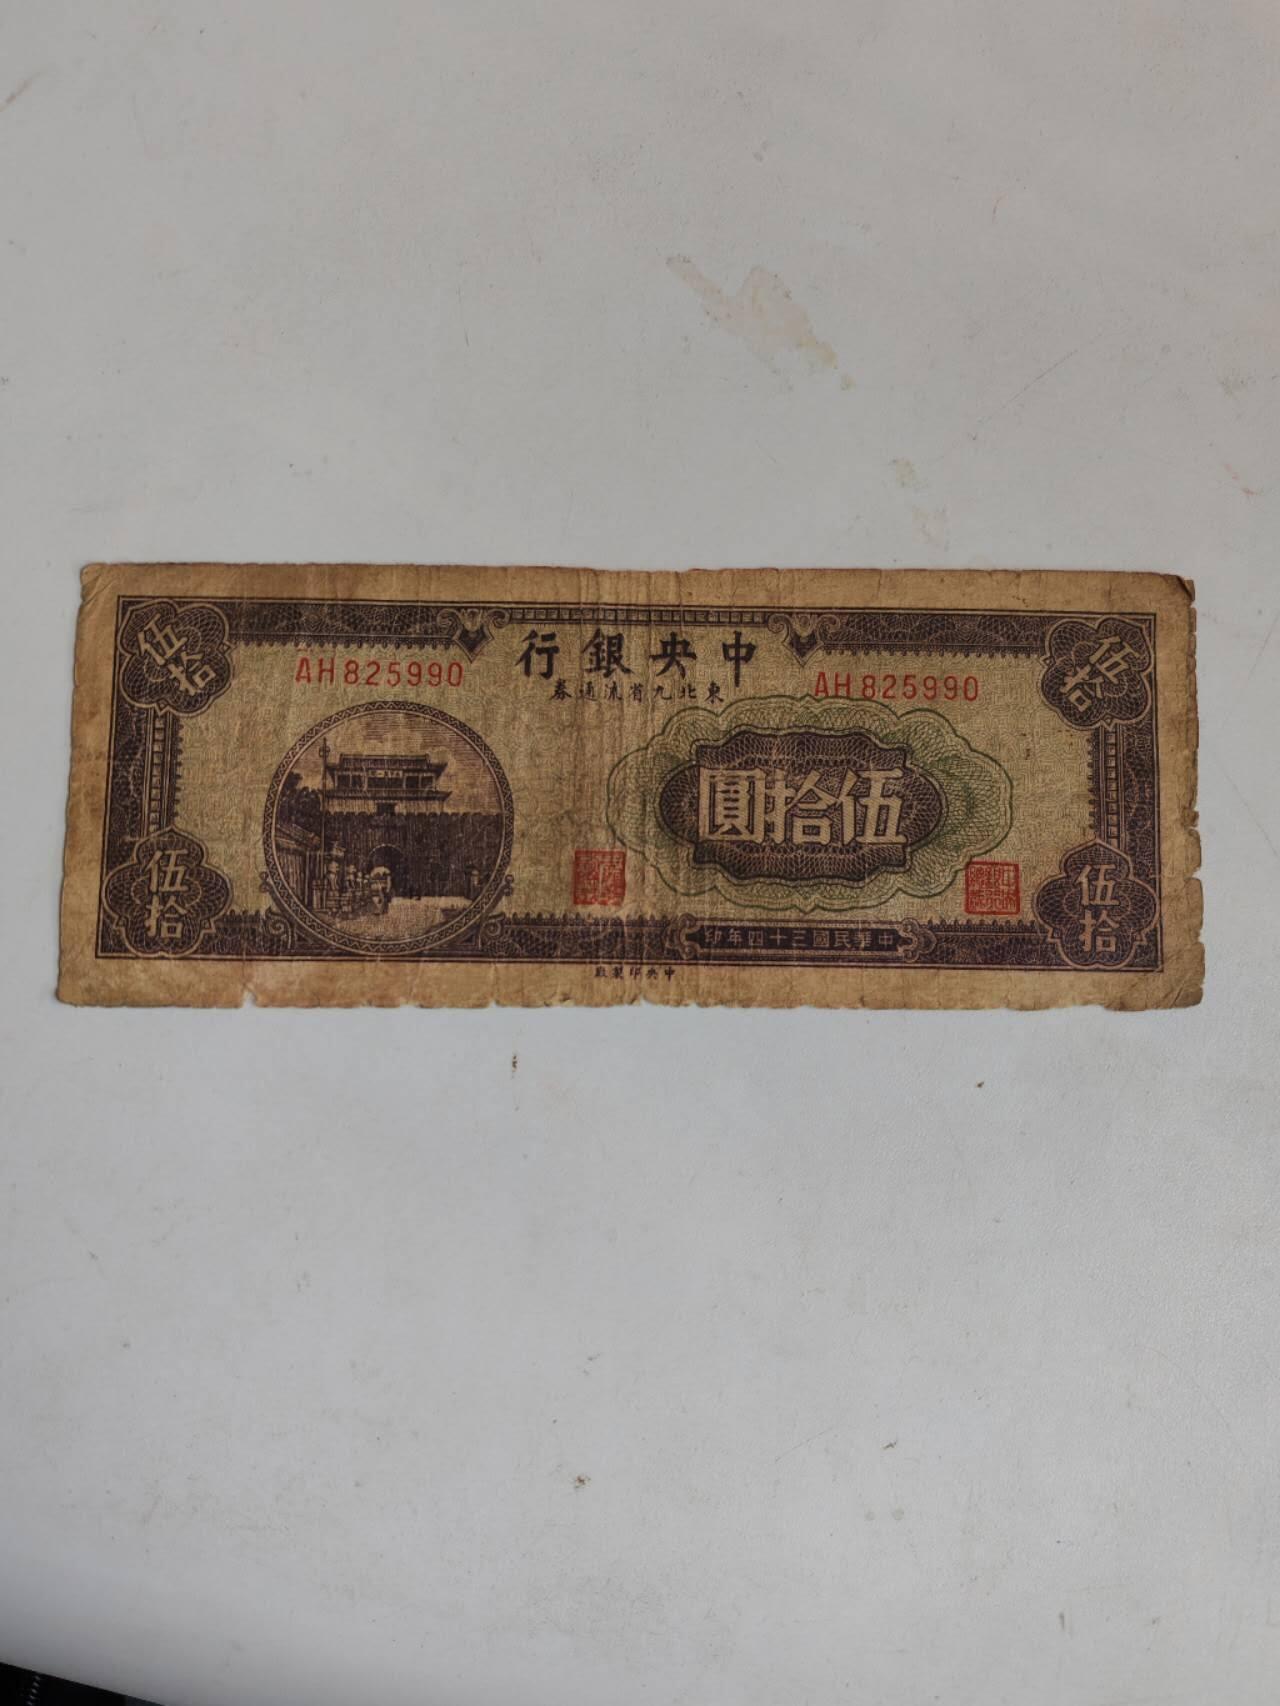 中央銀行
東北九省流通券
AH825990
AH825990
伍拾
伍拾
伍拾圓
伍拾
伍拾
中華民國三十四年印
中央印製廠